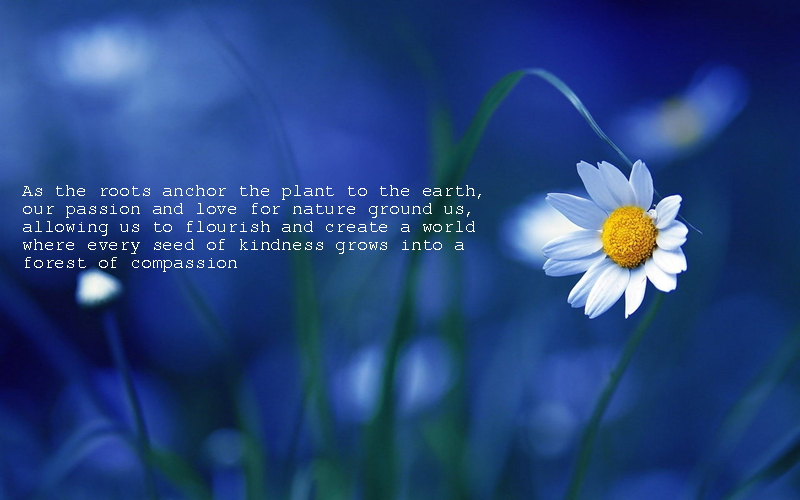 As the roots anchor the plant to the earth,
our passion and love for nature ground us,
allowing us to flourish and create a world
where every seed of kindness grows into a
forest of compassion